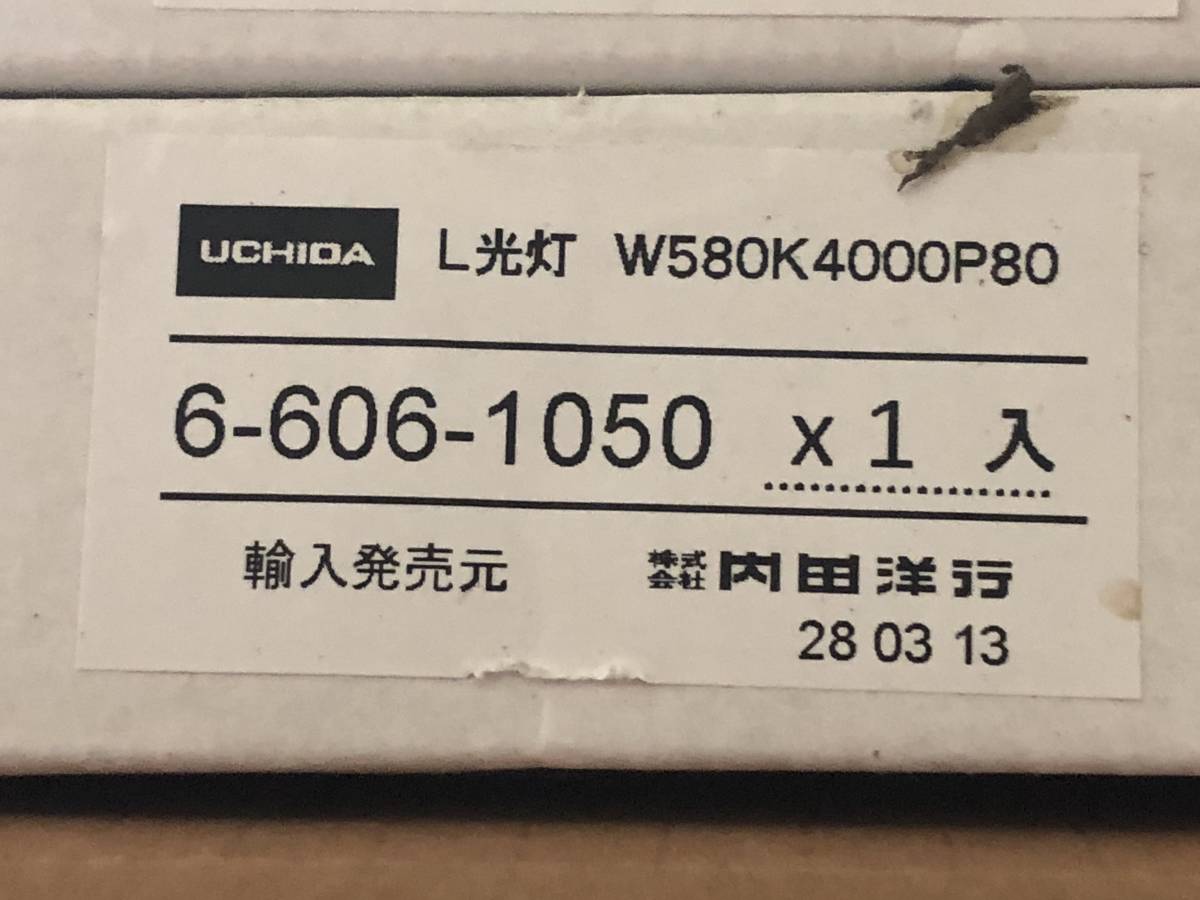 UCHIDA L光灯 W580K4000P80
6-606-1050 x1 入
輸入発売元 株式会社 内田洋行
28 03 13